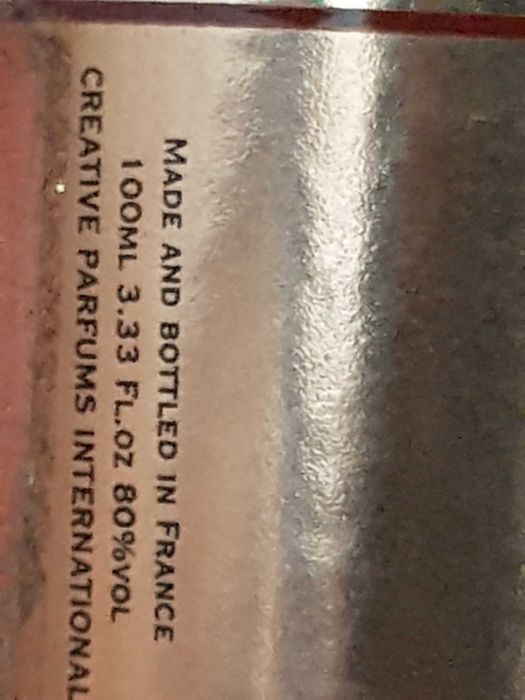 MADE AND BOTTLED IN FRANCE
100ML 3.33 FL.OZ 80%VOL
CREATIVE PARFUMS INTERNATIONAL